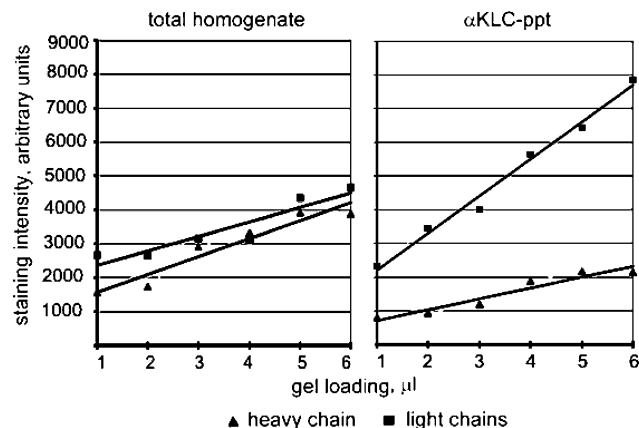 total homogenate
αKLC-ppt
staining intensity, arbitrary units
9000
8000
7000
6000
5000
4000
3000
2000
1000
1 2 3 4 5 6
1 2 3 4 5 6
gel loading, μl
heavy chain
light chains